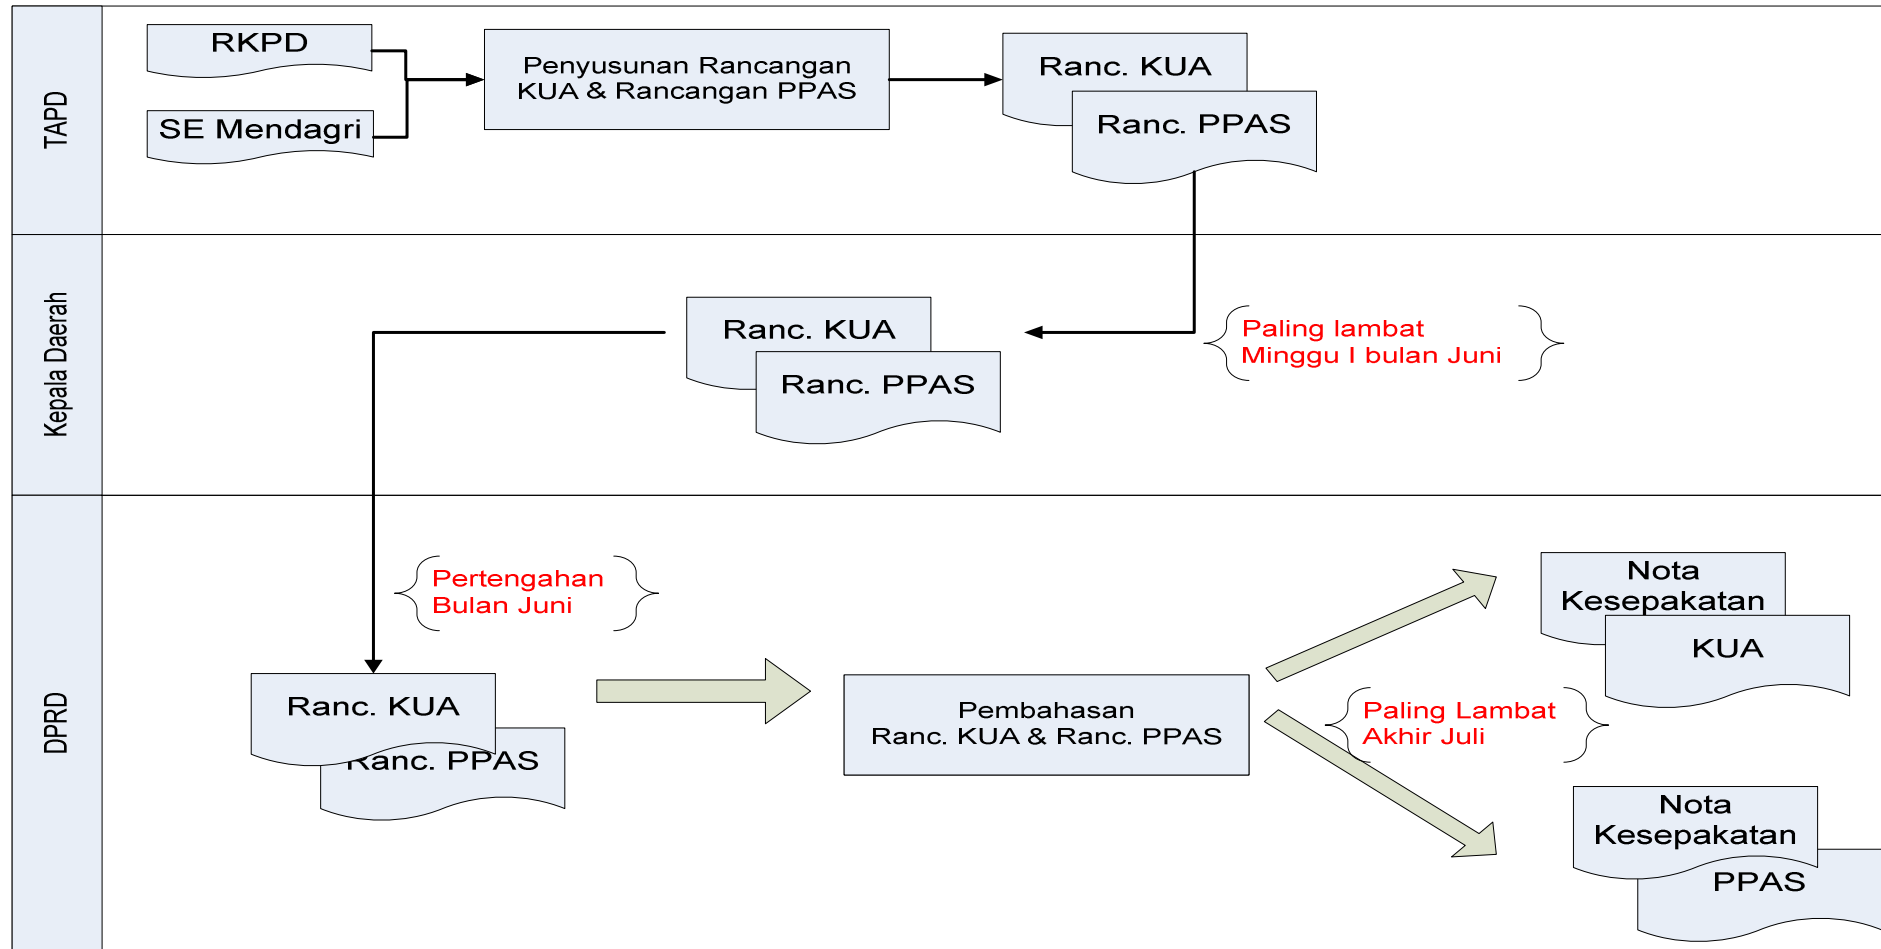 TAPD
RKPD
SE Mendagri
Penyusunan Rancangan
KUA & Rancangan PPAS
Ranc. KUA
Ranc. PPAS
Kepala Daerah
Ranc. KUA
Ranc. PPAS
Paling lambat
Minggu I bulan Juni
DPRD
Pertengahan
Bulan Juni
Ranc. KUA
Ranc. PPAS
Pembahasan
Ranc. KUA & Ranc. PPAS
Paling Lambat
Akhir Juli
Nota
Kesepakatan
KUA
Nota
Kesepakatan
PPAS